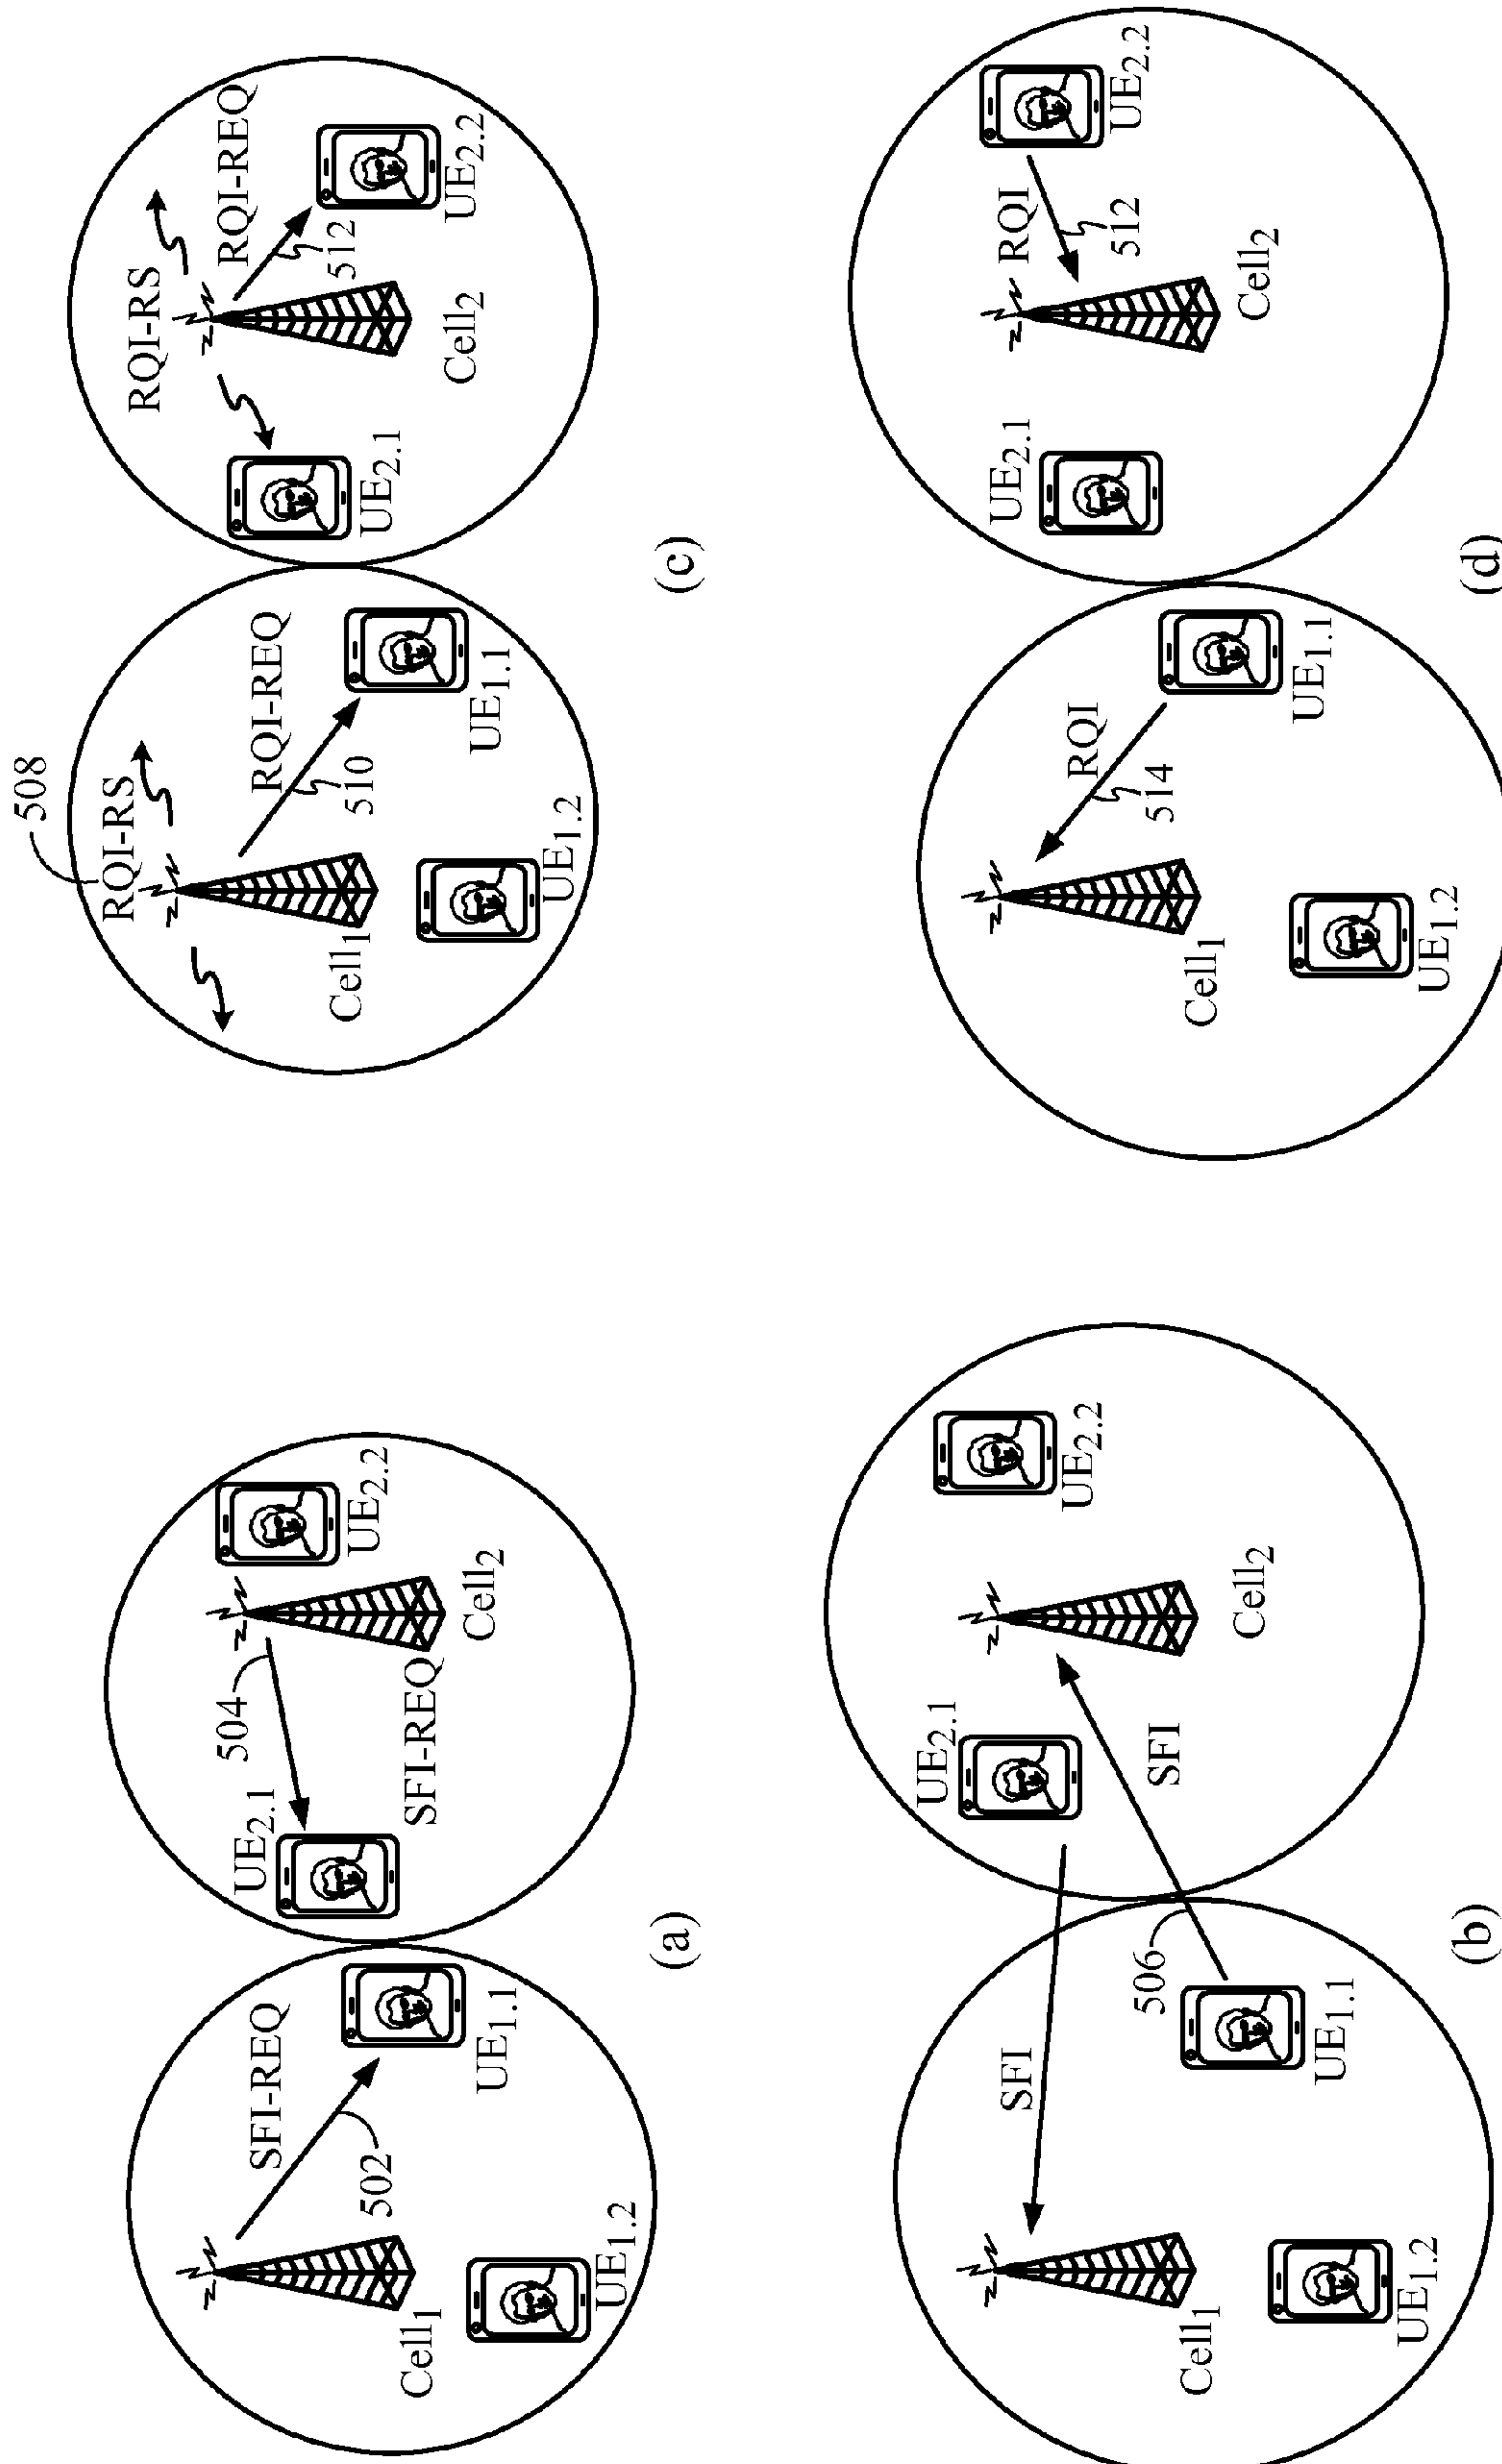 SFI-REQ
502
Cell1
UE1.2
UE1.1
504
UE2.1
SFI-REQ
UE2.2
Cell2
(a)
SFI
Cell1
UE1.2
506
UE1.1
UE2.1
SFI
UE2.2
Cell2
(b)
508
RQI-RS
RQI-REQ
510
Cell1
UE1.2
UE1.1
RQI-RS
RQI-REQ
512
UE2.1
UE2.2
Cell2
(c)
RQI
514
Cell1
UE1.2
UE1.1
UE2.1
RQI
512
UE2.2
Cell2
(d)